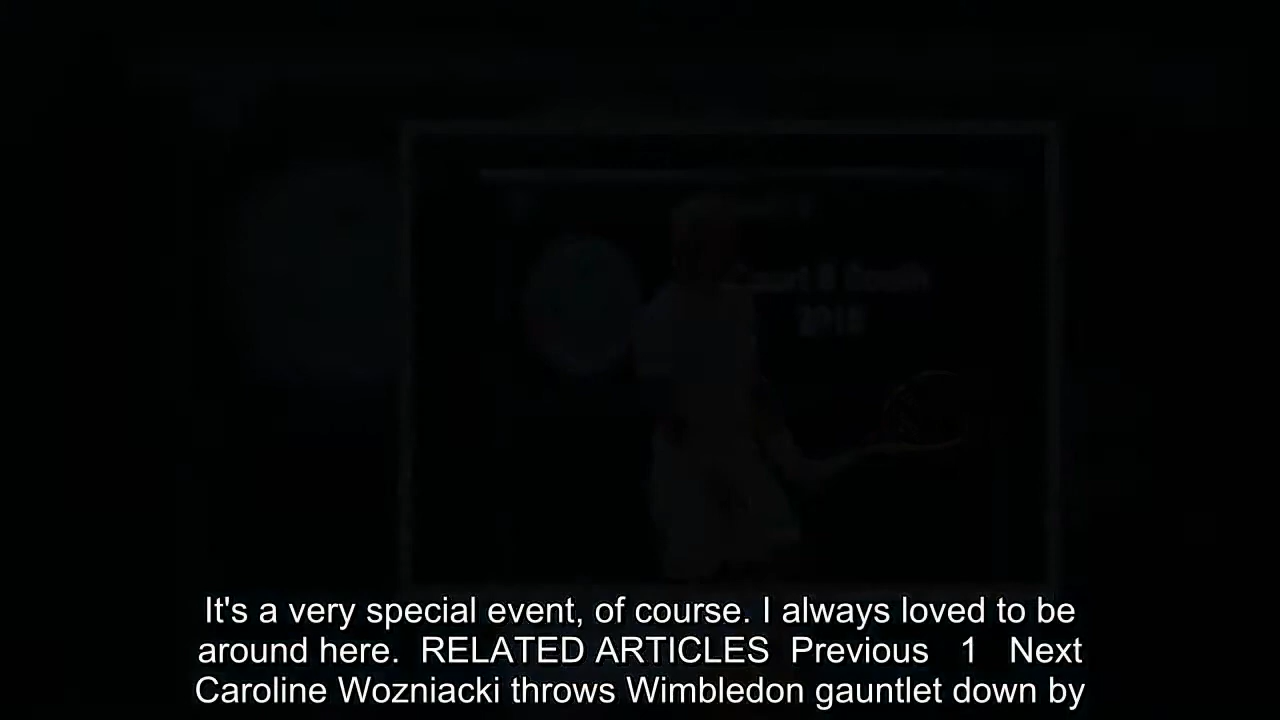 It's a very special event, of course. I always loved to be
around here.  RELATED ARTICLES  Previous   1   Next
Caroline Wozniacki throws Wimbledon gauntlet down by